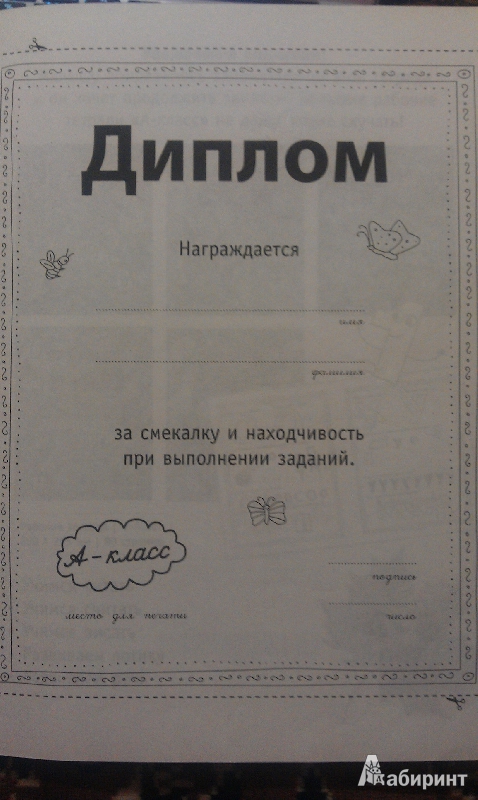 Диплом
Награждается
имя
фамилия
за смекалку и находчивость
при выполнении заданий.
А-класс
подпись
место для печати
число
Лабиринт